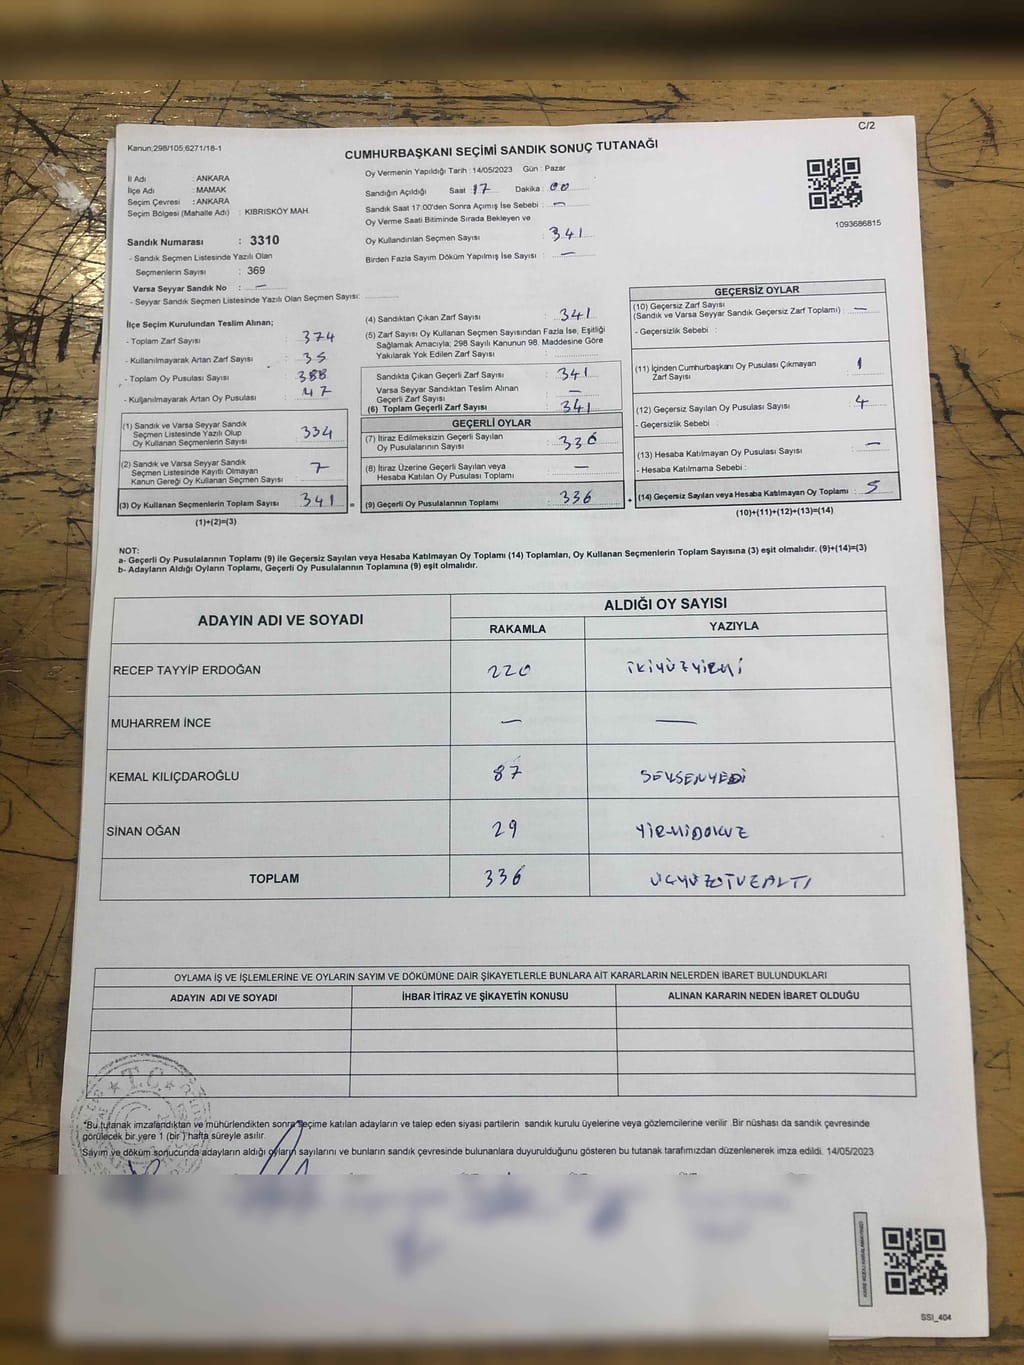 C/2
Kanun;298/105,6271/18-1
CUMHURBAŞKANI SEÇİMİ SANDIK SONUÇ TUTANAĞI
İl Adı : ANKARA
İlçe Adı : MAMAK
Seçim Çevresi : ANKARA
Seçim Bölgesi (Mahalle Adı) : KIBRISKÖY MAH.
Sandık Numarası : 3310
- Sandık Seçmen Listesinde Yazılı Olan
Seçmenlerin Sayısı : 369
Varsa Seyyar Sandık No : —
- Seyyar Sandık Seçmen Listesinde Yazılı Olan Seçmen Sayısı:
Oy Vermenin Yapıldığı Tarih : 14/05/2023 Gün : Pazar
Sandığın Açıldığı Saat : 17 Dakika : 00
Sandık Saat 17:00'den Sonra Açımış İse Sebebi : —
Oy Verme Saati Bitiminde Sırada Bekleyen ve
Oy Kullandırılan Seçmen Sayısı : 341
Birden Fazla Sayım Döküm Yapılmış İse Sayısı : —
1093686815
İlçe Seçim Kurulundan Teslim Alınan;
- Toplam Zarf Sayısı : 374
- Kullanılmayarak Artan Zarf Sayısı : 35
- Toplam Oy Pusulası Sayısı : 388
- Kullanılmayarak Artan Oy Pusulası : 47
(1) Sandık ve Varsa Seyyar Sandık
Seçmen Listesinde Yazılı Olup
Oy Kullanan Seçmenlerin Sayısı : 334
(2) Sandık ve Varsa Seyyar Sandık
Seçmen Listesinde Kayıtlı Olmayan
Kanun Gereği Oy Kullanan Seçmen Sayısı : 7
(3) Oy Kullanan Seçmenlerin Toplam Sayısı : 341 =
(1)+(2)=(3)
(4) Sandıktan Çıkan Zarf Sayısı : 341
(5) Zarf Sayısı Oy Kullanan Seçmen Sayısından Fazla İse, Eşitliği
Sağlamak Amacıyla; 298 Sayılı Kanunun 98. Maddesine Göre
Yakılarak Yok Edilen Zarf Sayısı :
Sandıkta Çıkan Geçerli Zarf Sayısı : 341
Varsa Seyyar Sandıktan Teslim Alınan
Geçerli Zarf Sayısı : —
(6) Toplam Geçerli Zarf Sayısı : 341
GEÇERLİ OYLAR
(7) İtiraz Edilmeksizin Geçerli Sayılan
Oy Pusulalarının Sayısı : 336
(8) İtiraz Üzerine Geçerli Sayılan veya
Hesaba Katılan Oy Pusulası Toplamı : —
(9) Geçerli Oy Pusulalarının Toplamı : 336 +
GEÇERSİZ OYLAR
(10) Geçersiz Zarf Sayısı
(Sandık ve Varsa Seyyar Sandık Geçersiz Zarf Toplamı) : —
- Geçersizlik Sebebi :
(11) İçinden Cumhurbaşkanı Oy Pusulası Çıkmayan
Zarf Sayısı : 1
(12) Geçersiz Sayılan Oy Pusulası Sayısı : 4
- Geçersizlik Sebebi :
(13) Hesaba Katılmayan Oy Pusulası Sayısı : —
- Hesaba Katılmama Sebebi :
(14) Geçersiz Sayılan veya Hesaba Katılmayan Oy Toplamı : 5
(10)+(11)+(12)+(13)=(14)
NOT:
a- Geçerli Oy Pusulalarının Toplamı (9) ile Geçersiz Sayılan veya Hesaba Katılmayan Oy Toplamı (14) Toplamları, Oy Kullanan Seçmenlerin Toplam Sayısına (3) eşit olmalıdır. (9)+(14)=(3)
b- Adayların Aldığı Oyların Toplamı, Geçerli Oy Pusulalarının Toplamına (9) eşit olmalıdır.
ADAYIN ADI VE SOYADI ALDIĞI OY SAYISI
RAKAMLA YAZIYLA
RECEP TAYYİP ERDOĞAN 220 İKİYÜZYİRMİ
MUHARREM İNCE — —
KEMAL KILIÇDAROĞLU 87 SEKSENYEDİ
SİNAN OĞAN 29 YİRMİDOKUZ
TOPLAM 336 ÜÇYÜZOTUZALTI
OYLAMA İŞ VE İŞLEMLERİNE VE OYLARIN SAYIM VE DÖKÜMÜNE DAİR ŞİKAYETLERLE BUNLARA AİT KARARLARIN NELERDEN İBARET BULUNDUKLARI
ADAYIN ADI VE SOYADI İHBAR İTİRAZ VE ŞİKAYETİN KONUSU ALINAN KARARIN NEDEN İBARET OLDUĞU
T.C.
"Bu tutanak imzalandıktan ve mühürlendikten sonra seçime katılan adayların ve talep eden siyasi partilerin sandık kurulu üyelerine veya gözlemcilerine verilir .Bir nüshası da sandık çevresinde
görülecek bir yere 1 (bir ) hafta süreyle asılır.
Sayım ve döküm sonucunda adayların aldığı oyların sayılarını ve bunların sandık çevresinde bulunanlara duyurulduğunu gösteren bu tutanak tarafımızdan düzenlenerek imza edildi. 14/05/2023
SSI_404